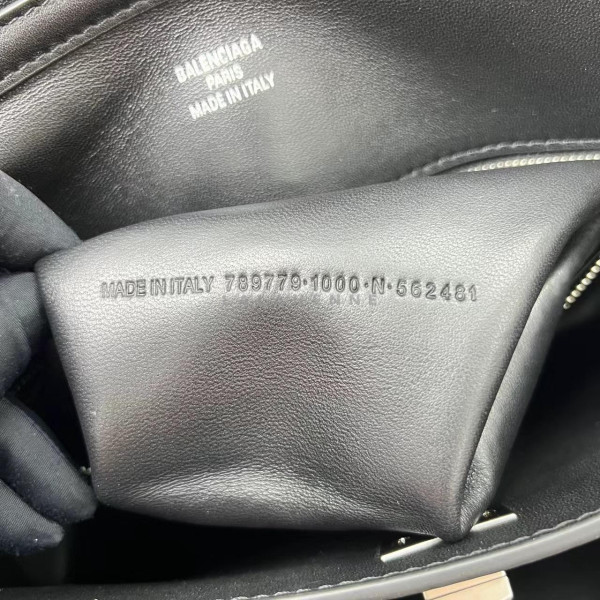 BALENCIAGA
PARIS
MADE IN ITALY
MADE IN ITALY 789779·1000·N·562481